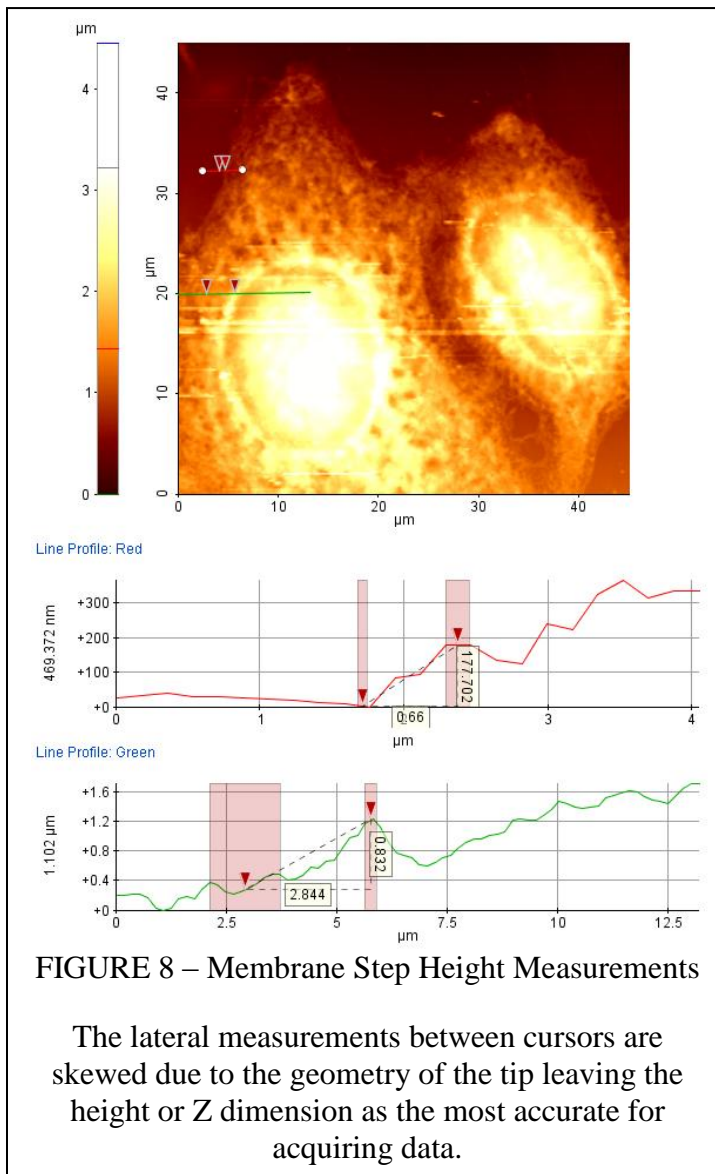 µm
4
3
2
1
0
40
30
µm
20
10
0
0
10
20
30
40
µm
Line Profile: Red
469.372 nm
+300
+200
+100
+0
177.702
0.66
0
1
2
3
4
µm
Line Profile: Green
1.102 µm
+1.6
+1.2
+0.8
+0.4
+0
0.832
2.844
0
2.5
5
7.5
10
12.5
µm
FIGURE 8 – Membrane Step Height Measurements
The lateral measurements between cursors are
skewed due to the geometry of the tip leaving the
height or Z dimension as the most accurate for
acquiring data.